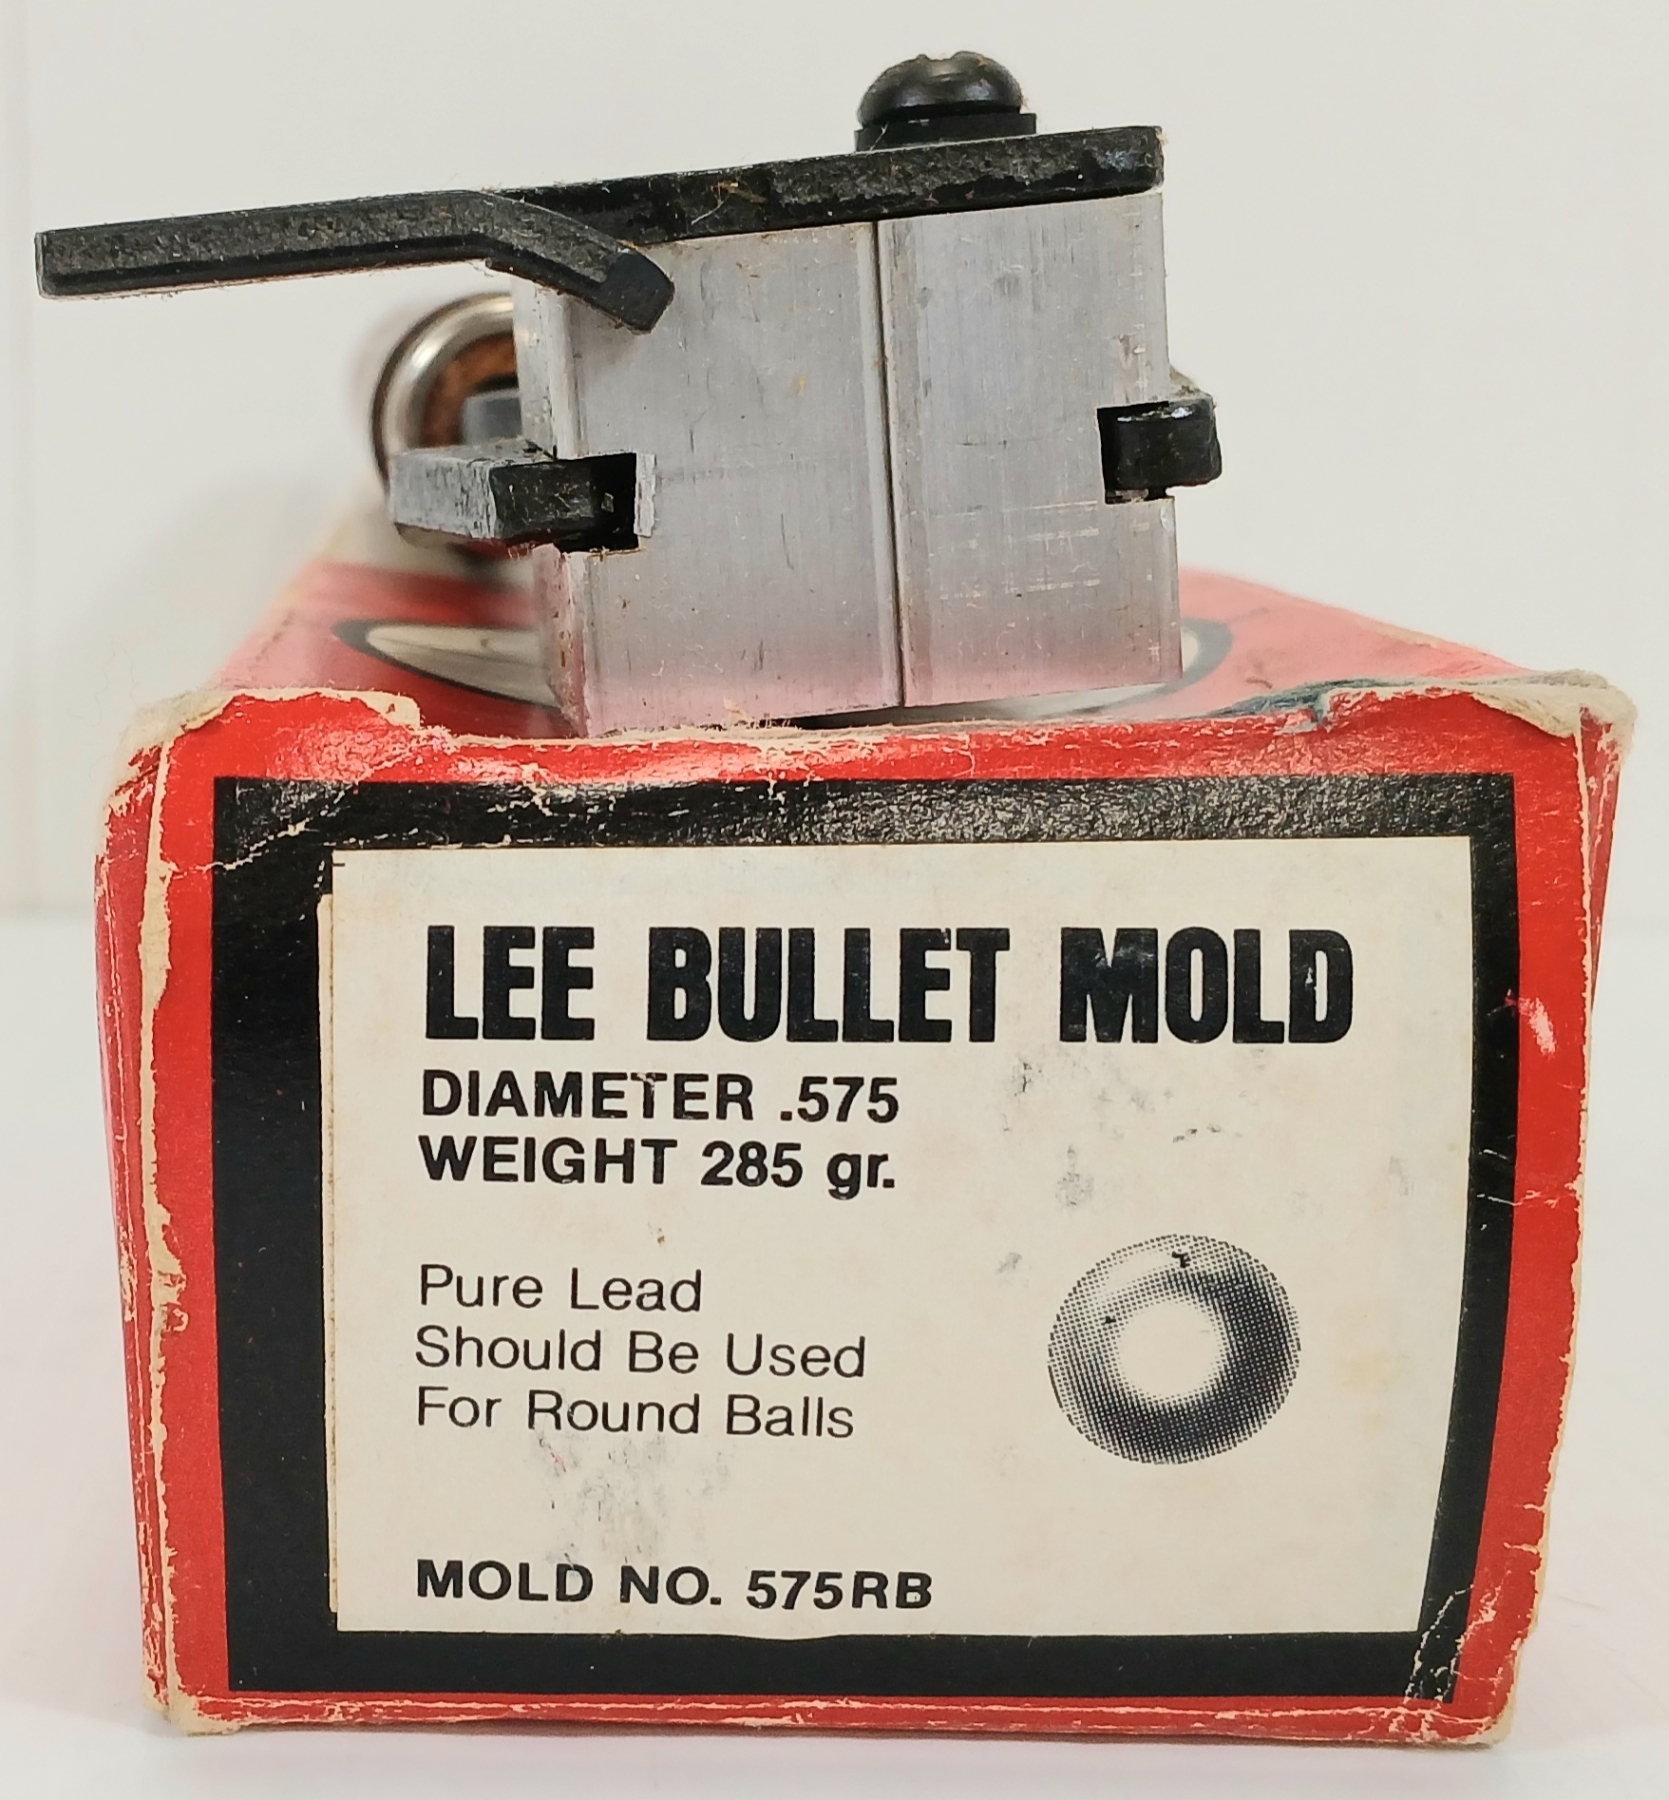 LEE BULLET MOLD
DIAMETER .575
WEIGHT 285 gr.
Pure Lead
Should Be Used
For Round Balls
MOLD NO. 575RB